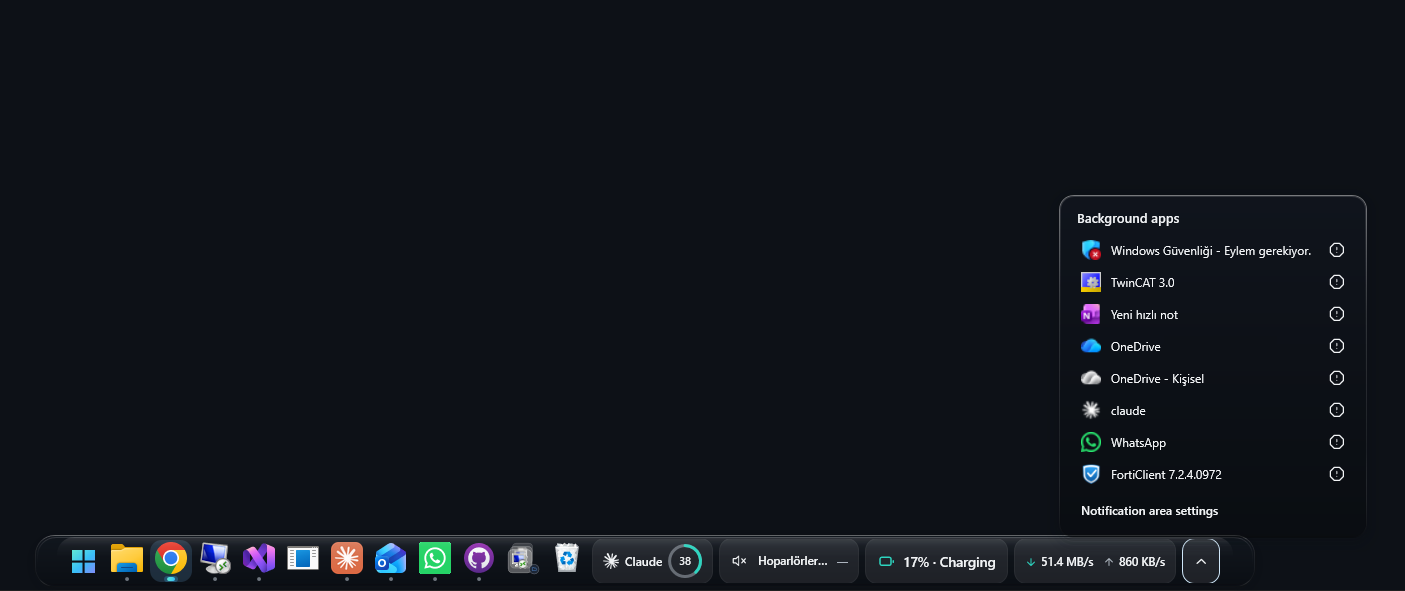 Background apps
Windows Güvenliği - Eylem gerekiyor.
TwinCAT 3.0
Yeni hızlı not
OneDrive
OneDrive - Kişisel
claude
WhatsApp
FortiClient 7.2.4.0972
Notification area settings
Claude 38 Hoparlörler... — 17% · Charging ↓ 51.4 MB/s ↑ 860 KB/s